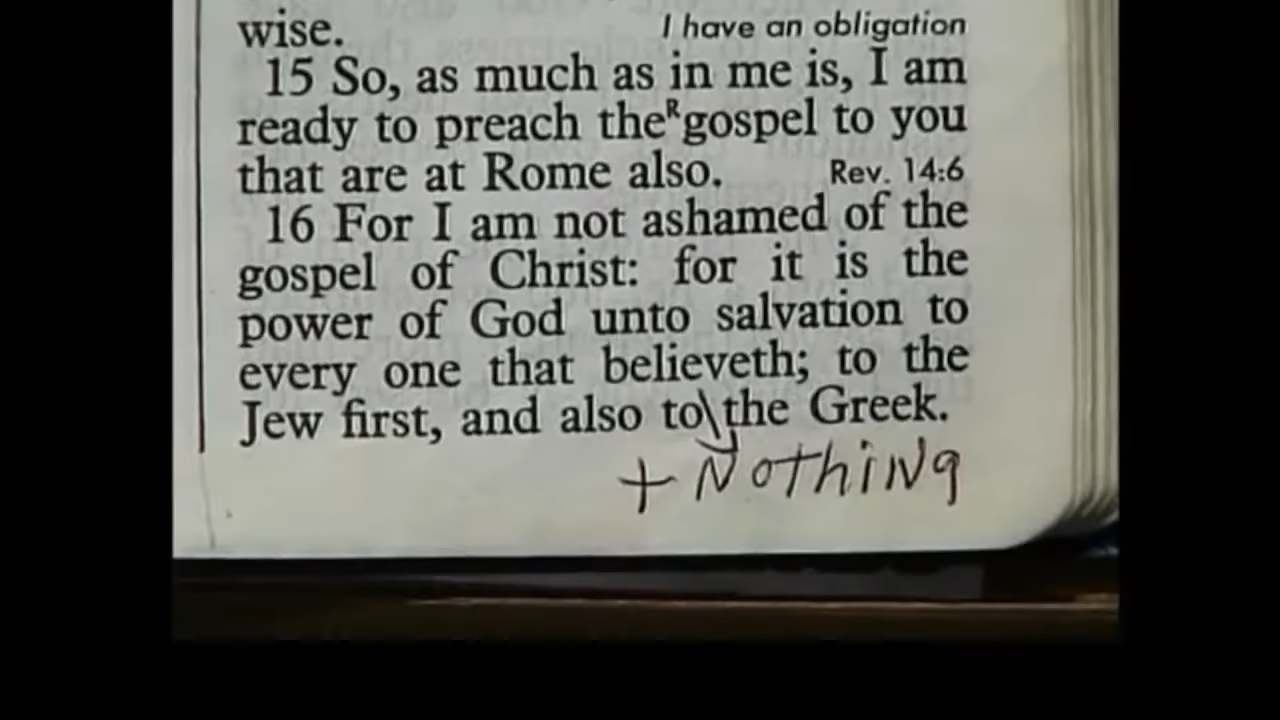 wise. I have an obligation
15 So, as much as in me is, I am
ready to preach the R gospel to you
that are at Rome also. Rev. 14:6
16 For I am not ashamed of the
gospel of Christ: for it is the
power of God unto salvation to
every one that believeth; to the
Jew first, and also to\ the Greek.
+ Nothing